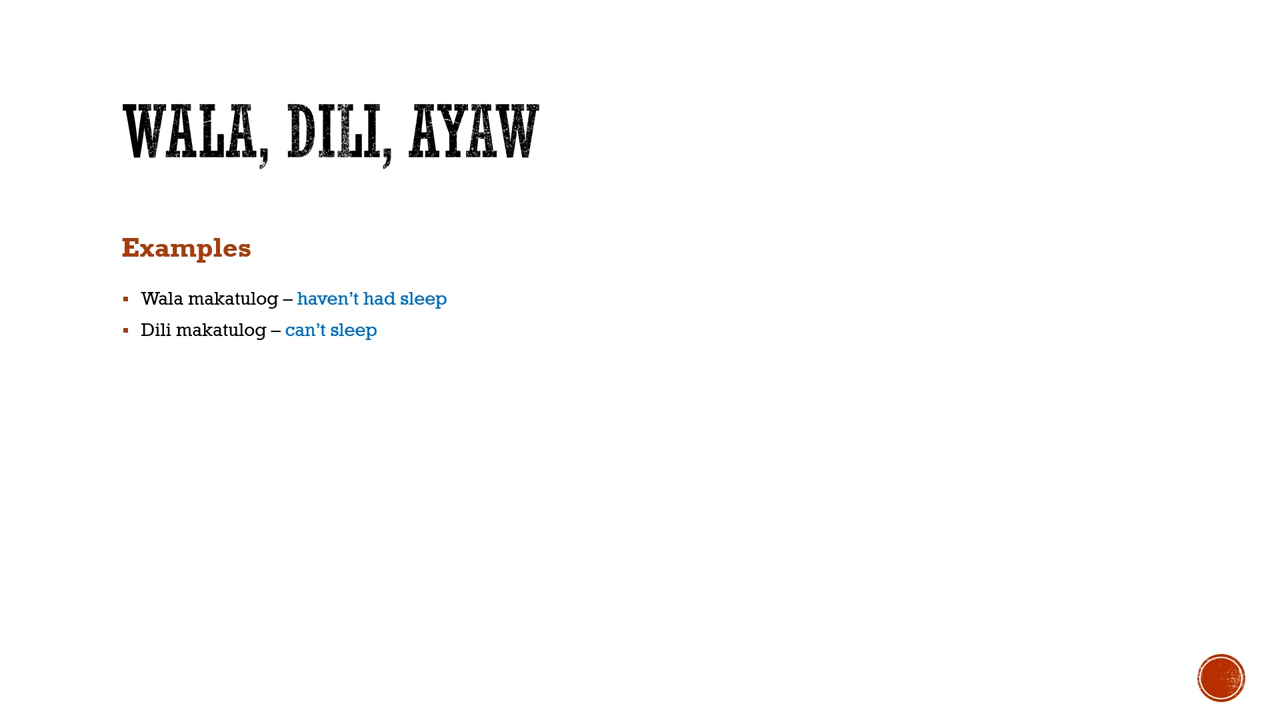 WALA, DILI, AYAW
Examples
▪ Wala makatulog – haven’t had sleep
▪ Dili makatulog – can’t sleep